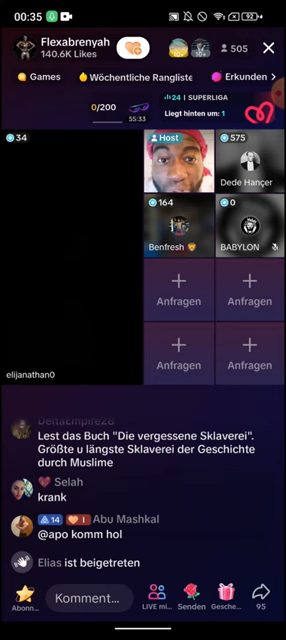 00:35
92
Flexabrenyah
140.6K Likes
505
Games
Wöchentliche Rangliste
Erkunden
0/200
55:33
24 | SUPERLIGA
Liegt hinten um: 1
34
Host
575
Dede Hançer
164
0
Benfresh
BABYLON
Anfragen
Anfragen
Anfragen
Anfragen
elijanathan0
DeltaEmpire28
Lest das Buch "Die vergessene Sklaverei".
Größte u längste Sklaverei der Geschichte
durch Muslime
Selah
krank
14
1
Abu Mashkal
@apo komm hol
Elias ist beigetreten
Komment...
Abonn...
LIVE mi...
Senden
Gesche...
95